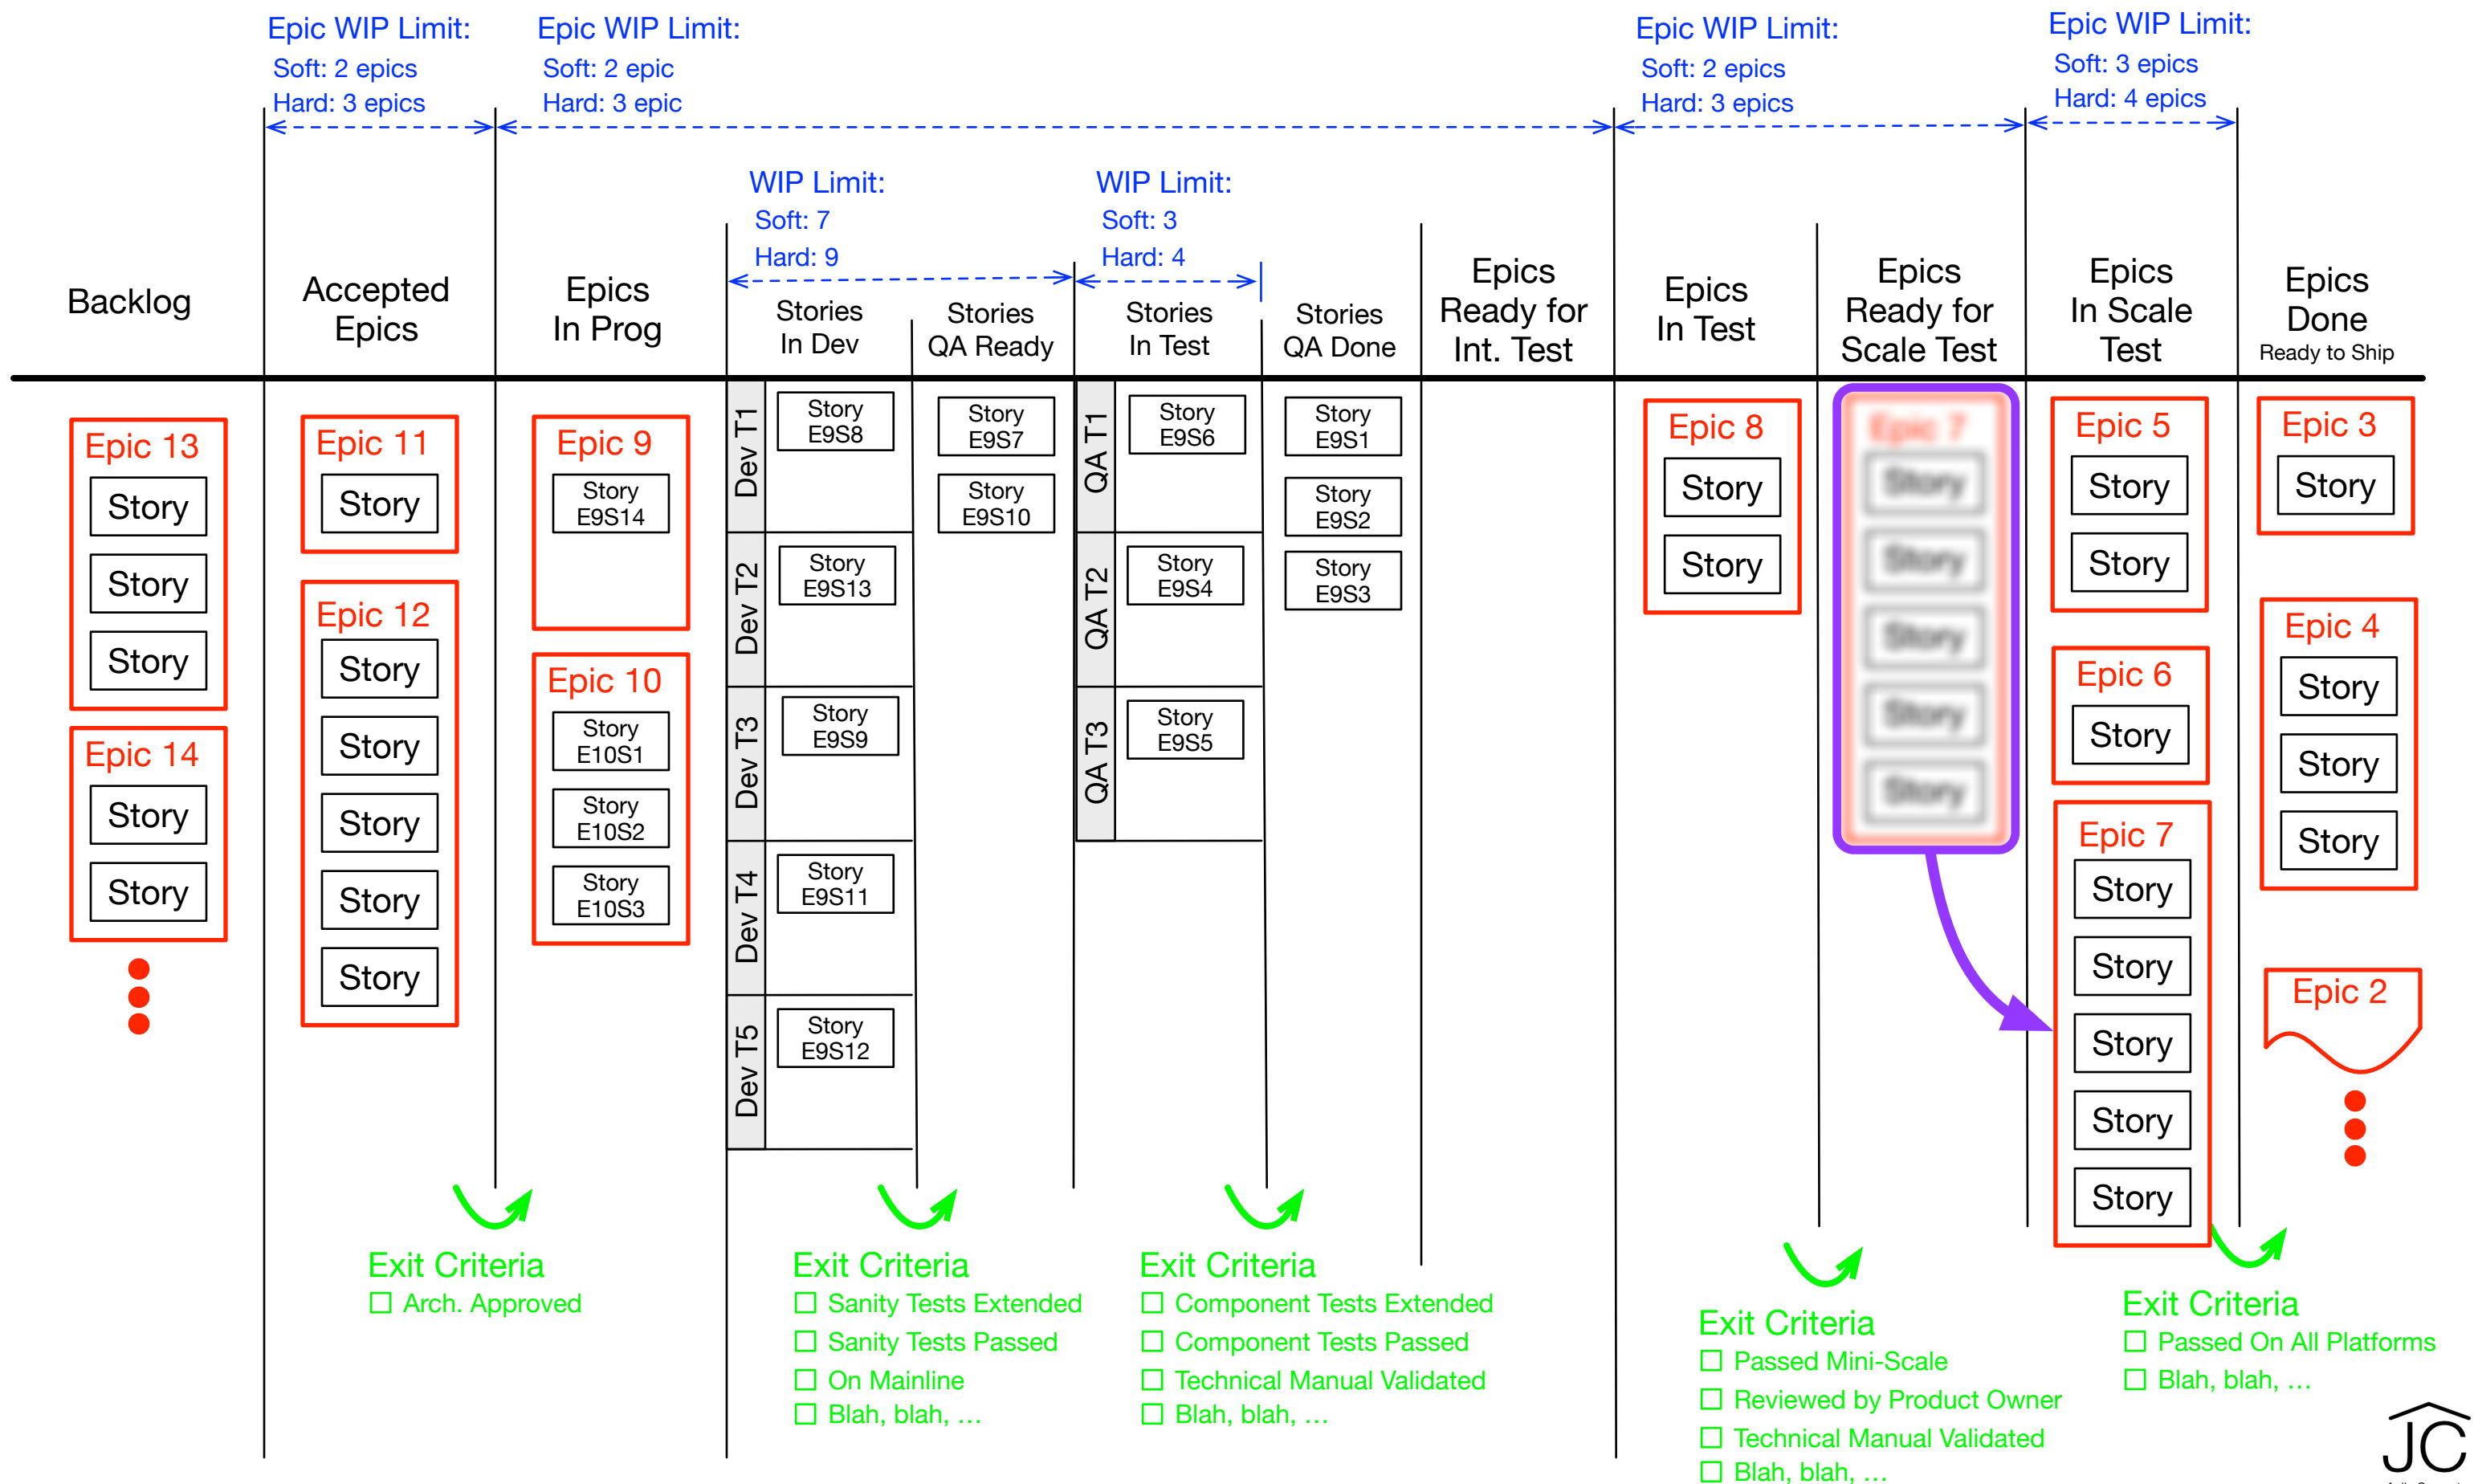 Epic WIP Limit:
Soft: 2 epics
Hard: 3 epics
Epic WIP Limit:
Soft: 2 epic
Hard: 3 epic
Epic WIP Limit:
Soft: 2 epics
Hard: 3 epics
Epic WIP Limit:
Soft: 3 epics
Hard: 4 epics
WIP Limit:
Soft: 7
Hard: 9
WIP Limit:
Soft: 3
Hard: 4
Backlog
Accepted
Epics
Epics
In Prog
Stories
In Dev
Stories
QA Ready
Stories
In Test
Stories
QA Done
Epics
Ready for
Int. Test
Epics
In Test
Epics
Ready for
Scale Test
Epics
In Scale
Test
Epics
Done
Ready to Ship
Epic 13
Story
Story
Story
Epic 14
Story
Story
Epic 11
Story
Epic 12
Story
Story
Story
Story
Story
Epic 9
Story
E9S14
Epic 10
Story
E10S1
Story
E10S2
Story
E10S3
Dev T1
Story
E9S8
Dev T2
Story
E9S13
Dev T3
Story
E9S9
Dev T4
Story
E9S11
Dev T5
Story
E9S12
Story
E9S7
Story
E9S10
QA T1
Story
E9S6
QA T2
Story
E9S4
QA T3
Story
E9S5
Story
E9S1
Story
E9S2
Story
E9S3
Epic 8
Story
Story
Epic 7
Story
Story
Story
Story
Story
Epic 5
Story
Story
Epic 6
Story
Epic 7
Story
Story
Story
Story
Story
Epic 3
Story
Epic 4
Story
Story
Story
Epic 2
Exit Criteria
Arch. Approved
Exit Criteria
Sanity Tests Extended
Sanity Tests Passed
On Mainline
Blah, blah, …
Exit Criteria
Component Tests Extended
Component Tests Passed
Technical Manual Validated
Blah, blah, …
Exit Criteria
Passed Mini-Scale
Reviewed by Product Owner
Technical Manual Validated
Blah, blah, …
Exit Criteria
Passed On All Platforms
Blah, blah, …
JC